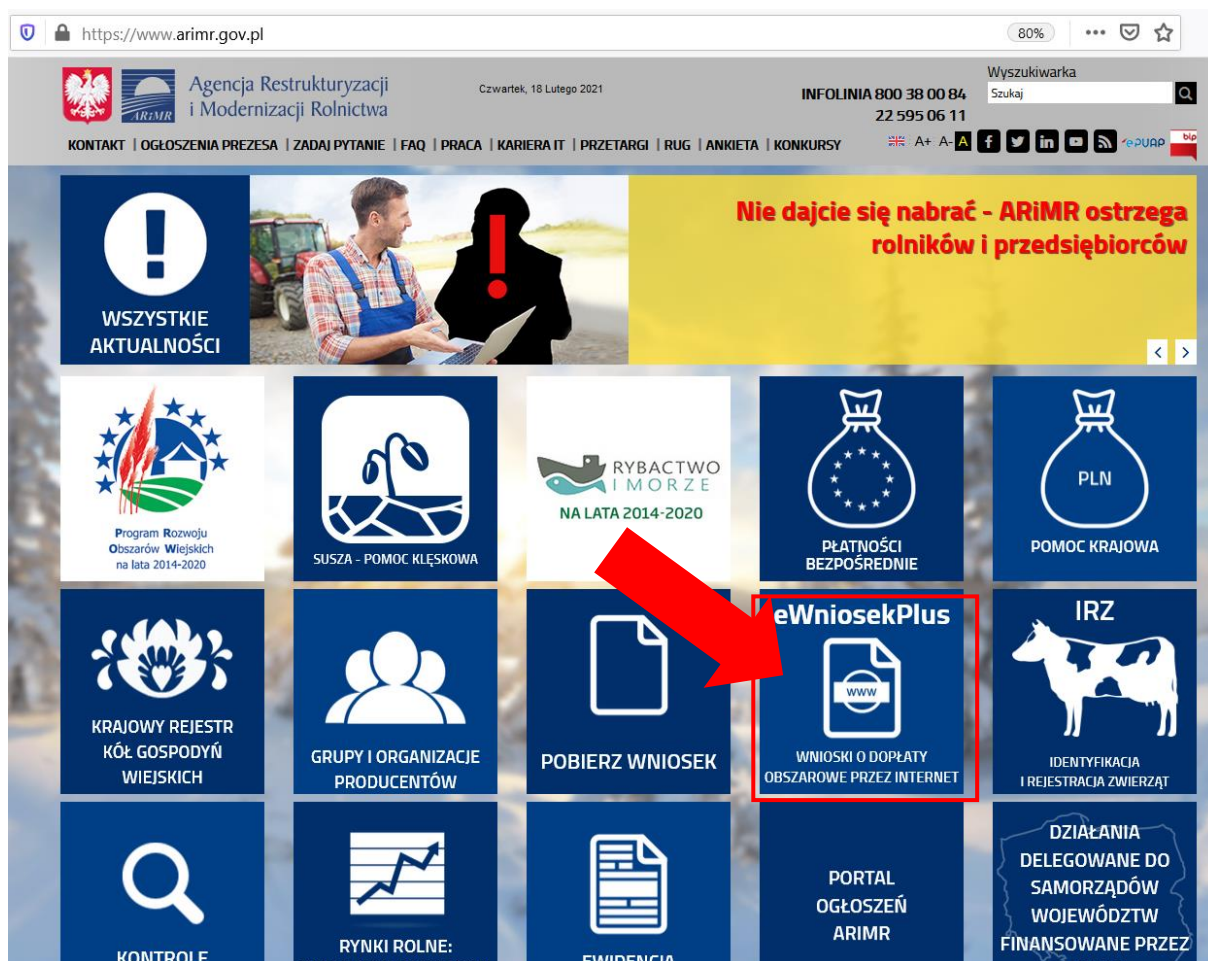 https://www.arimr.gov.pl
80%
Agencja Restrukturyzacji
i Modernizacji Rolnictwa
ARiMR
Czwartek, 18 Lutego 2021
INFOLINIA 800 38 00 84
22 595 06 11
Wyszukiwarka
Szukaj
KONTAKT | OGŁOSZENIA PREZESA | ZADAJ PYTANIE | FAQ | PRACA | KARIERA IT | PRZETARGI | RUG | ANKIETA | KONKURSY
A+ A- A
ePUAP
bip
WSZYSTKIE
AKTUALNOŚCI
Nie dajcie się nabrać - ARiMR ostrzega
rolników i przedsiębiorców
Program Rozwoju
Obszarów Wiejskich
na lata 2014-2020
SUSZA - POMOC KLĘSKOWA
RYBACTWO
I MORZE
NA LATA 2014-2020
PŁATNOŚCI
BEZPOŚREDNIE
PLN
POMOC KRAJOWA
KRAJOWY REJESTR
KÓŁ GOSPODYŃ
WIEJSKICH
GRUPY I ORGANIZACJE
PRODUCENTÓW
POBIERZ WNIOSEK
eWniosekPlus
www
WNIOSKI O DOPŁATY
OBSZAROWE PRZEZ INTERNET
IRZ
IDENTYFIKACJA
I REJESTRACJA ZWIERZĄT
KONTROLE
RYNKI ROLNE:
EWIDENCJA
PORTAL
OGŁOSZEŃ
ARIMR
DZIAŁANIA
DELEGOWANE DO
SAMORZĄDÓW
WOJEWÓDZTW
FINANSOWANE PRZEZ